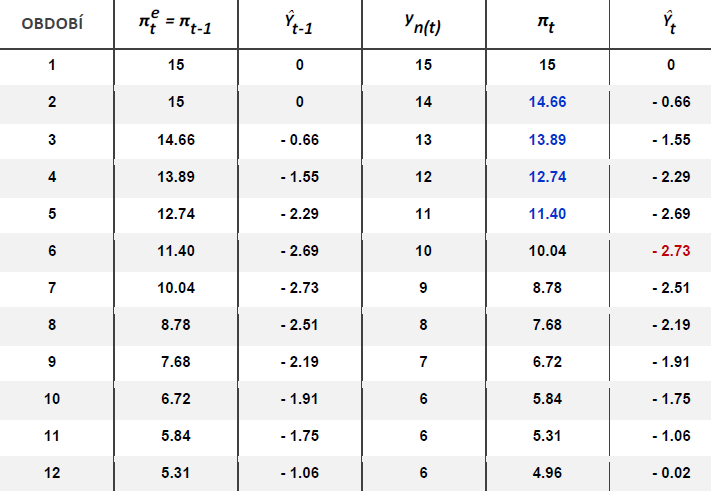 OBDOBÍ π_t^e = π_{t-1} Ŷ_{t-1} y_{n(t)} π_t Ŷ_t
1 15 0 15 15 0
2 15 0 14 14.66 - 0.66
3 14.66 - 0.66 13 13.89 - 1.55
4 13.89 - 1.55 12 12.74 - 2.29
5 12.74 - 2.29 11 11.40 - 2.69
6 11.40 - 2.69 10 10.04 - 2.73
7 10.04 - 2.73 9 8.78 - 2.51
8 8.78 - 2.51 8 7.68 - 2.19
9 7.68 - 2.19 7 6.72 - 1.91
10 6.72 - 1.91 6 5.84 - 1.75
11 5.84 - 1.75 6 5.31 - 1.06
12 5.31 - 1.06 6 4.96 - 0.02